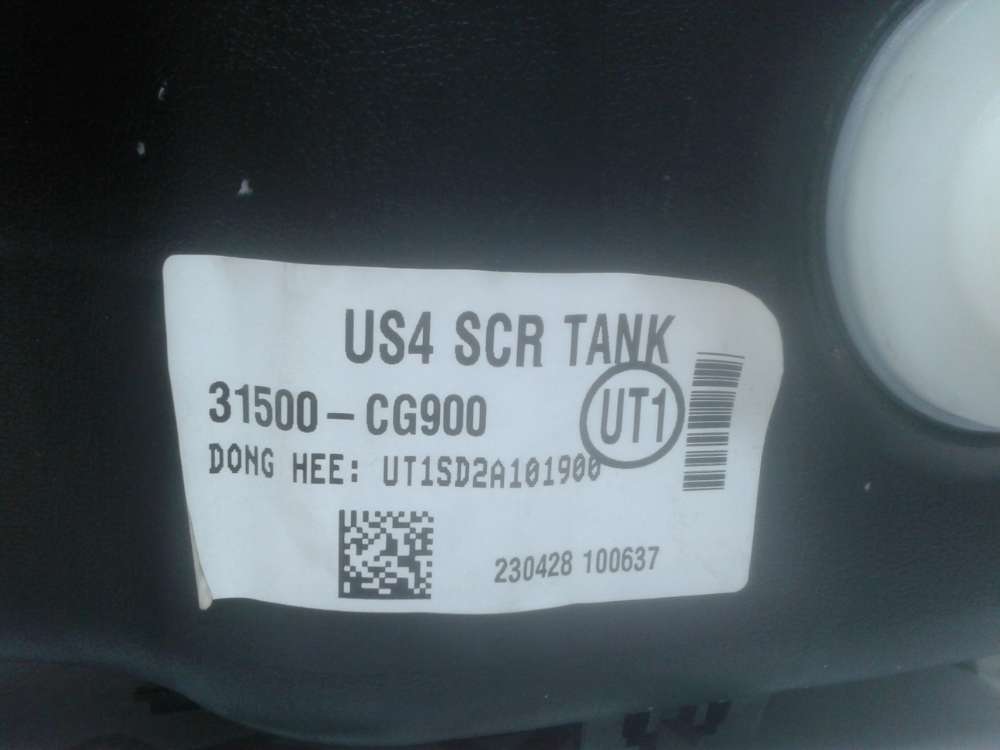 US4 SCR TANK
31500-CG900
UT1
DONG HEE: UT1SD2A101900
230428 100637